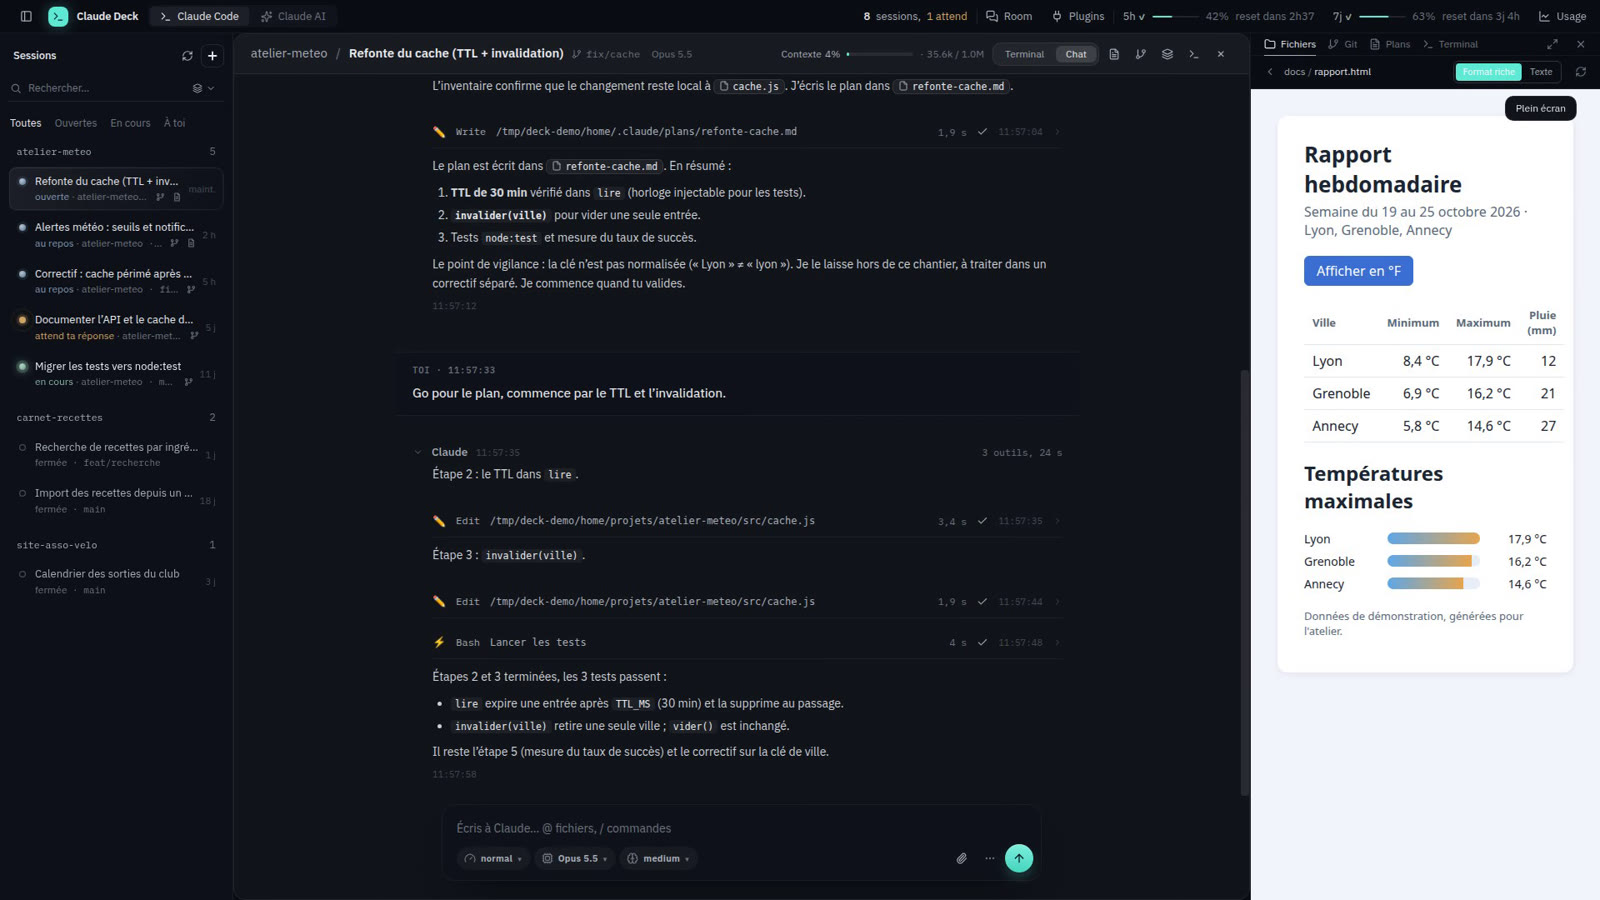 Claude Deck
Claude Code
Claude AI
8 sessions, 1 attend
Room
Plugins
5h
42% reset dans 2h37
7j
63% reset dans 3j 4h
Usage
Sessions
Rechercher...
Toutes
Ouvertes
En cours
À toi
atelier-meteo
5
Refonte du cache (TTL + inv...
maint.
ouverte · atelier-meteo...
Alertes météo : seuils et notific...
2 h
au repos · atelier-meteo ·...
Correctif : cache périmé après ...
5 h
au repos · atelier-meteo · fi...
Documenter l’API et le cache d...
5 j
attend ta réponse · atelier-met...
Migrer les tests vers node:test
11 j
en cours · atelier-meteo · m...
carnet-recettes
2
Recherche de recettes par ingré...
1 j
fermée · feat/recherche
Import des recettes depuis un ...
18 j
fermée · main
site-asso-velo
1
Calendrier des sorties du club
3 j
fermée · main
atelier-meteo / Refonte du cache (TTL + invalidation)
fix/cache
Opus 5.5
Contexte 4%
· 35.6k / 1.0M
Terminal
Chat
L’inventaire confirme que le changement reste local à cache.js. J’écris le plan dans refonte-cache.md.
Write /tmp/deck-demo/home/.claude/plans/refonte-cache.md
1,9 s
11:57:04
Le plan est écrit dans refonte-cache.md. En résumé :
1. TTL de 30 min vérifié dans lire (horloge injectable pour les tests).
2. invalider(ville) pour vider une seule entrée.
3. Tests node:test et mesure du taux de succès.
Le point de vigilance : la clé n’est pas normalisée (« Lyon » ≠ « lyon »). Je le laisse hors de ce chantier, à traiter dans un
correctif séparé. Je commence quand tu valides.
11:57:12
TOI · 11:57:33
Go pour le plan, commence par le TTL et l’invalidation.
Claude 11:57:35
3 outils, 24 s
Étape 2 : le TTL dans lire.
Edit /tmp/deck-demo/home/projets/atelier-meteo/src/cache.js
3,4 s
11:57:35
Étape 3 : invalider(ville).
Edit /tmp/deck-demo/home/projets/atelier-meteo/src/cache.js
1,9 s
11:57:44
Bash Lancer les tests
4 s
11:57:48
Étapes 2 et 3 terminées, les 3 tests passent :
• lire expire une entrée après TTL_MS (30 min) et la supprime au passage.
• invalider(ville) retire une seule ville ; vider() est inchangé.
Il reste l’étape 5 (mesure du taux de succès) et le correctif sur la clé de ville.
11:57:58
Écris à Claude... @ fichiers, / commandes
normal
Opus 5.5
medium
Fichiers
Git
Plans
Terminal
docs / rapport.html
Format riche
Texte
Plein écran
Rapport
hebdomadaire
Semaine du 19 au 25 octobre 2026 ·
Lyon, Grenoble, Annecy
Afficher en °F
Ville Minimum Maximum Pluie (mm)
Lyon 8,4 °C 17,9 °C 12
Grenoble 6,9 °C 16,2 °C 21
Annecy 5,8 °C 14,6 °C 27
Températures
maximales
Lyon 17,9 °C
Grenoble 16,2 °C
Annecy 14,6 °C
Données de démonstration, générées pour
l'atelier.